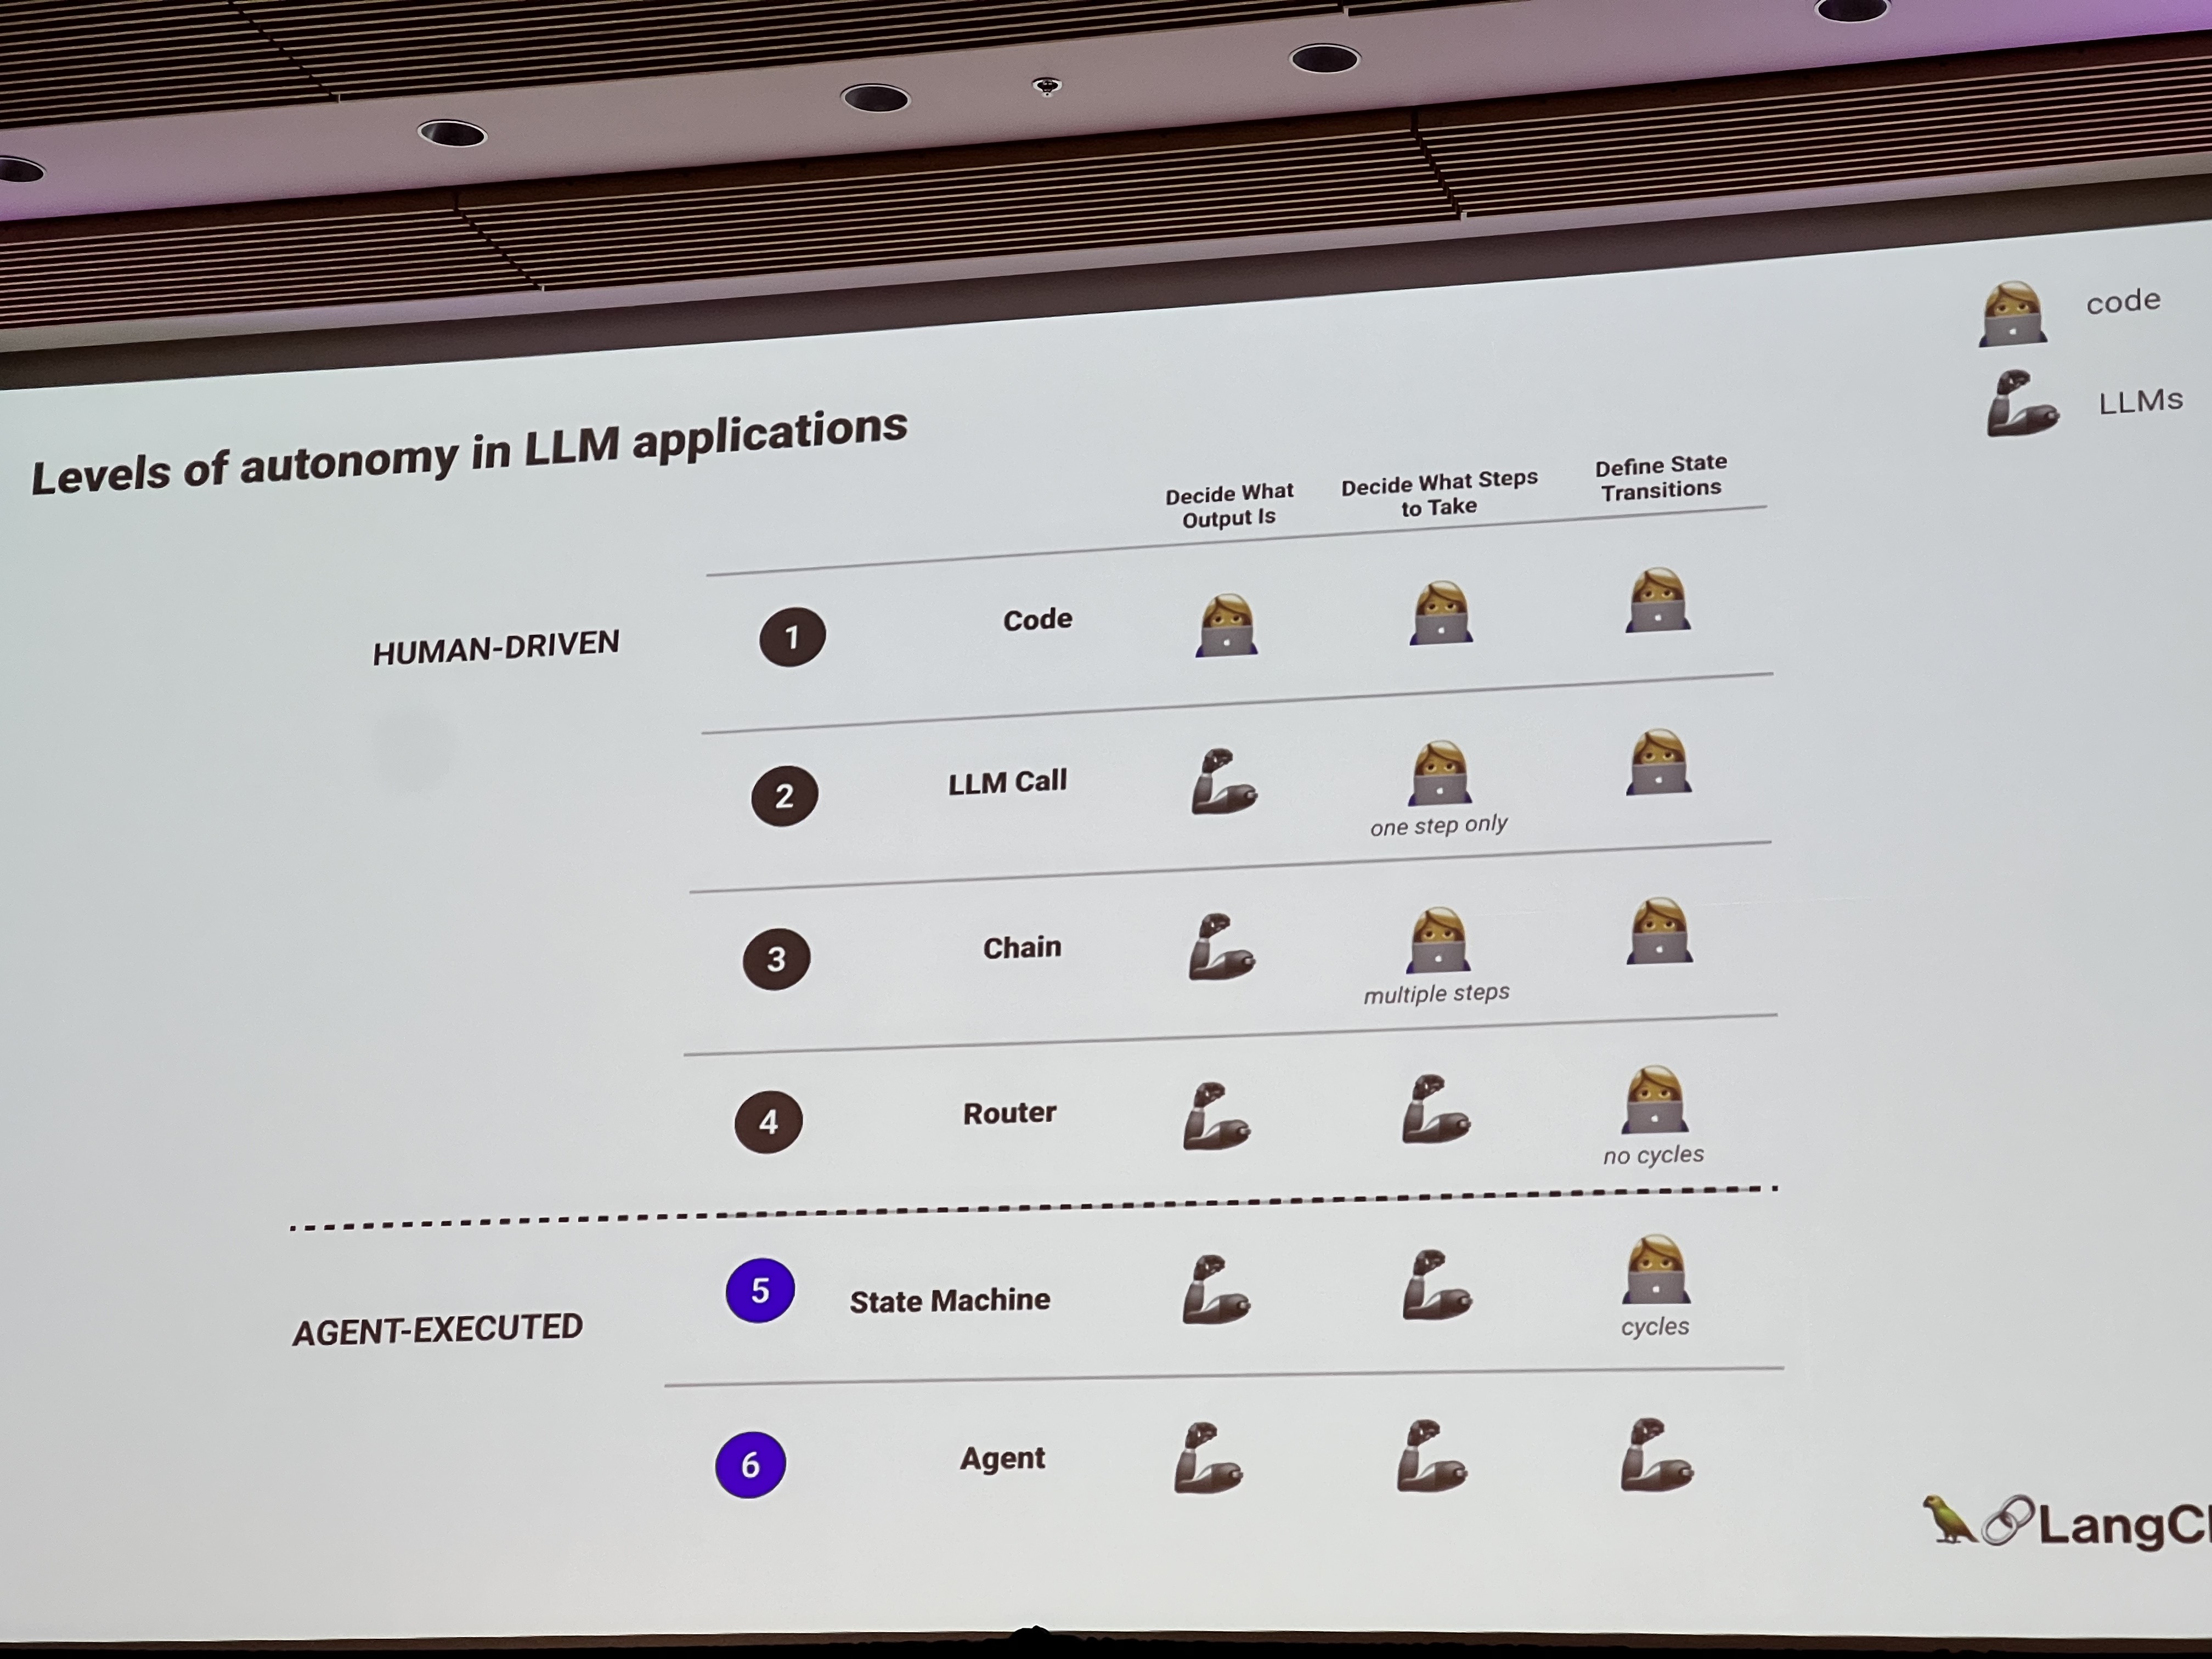 code
LLMs
Levels of autonomy in LLM applications
Decide What
Output Is
Decide What Steps
to Take
Define State
Transitions
HUMAN-DRIVEN
1
Code
2
LLM Call
one step only
3
Chain
multiple steps
4
Router
no cycles
AGENT-EXECUTED
5
State Machine
cycles
6
Agent